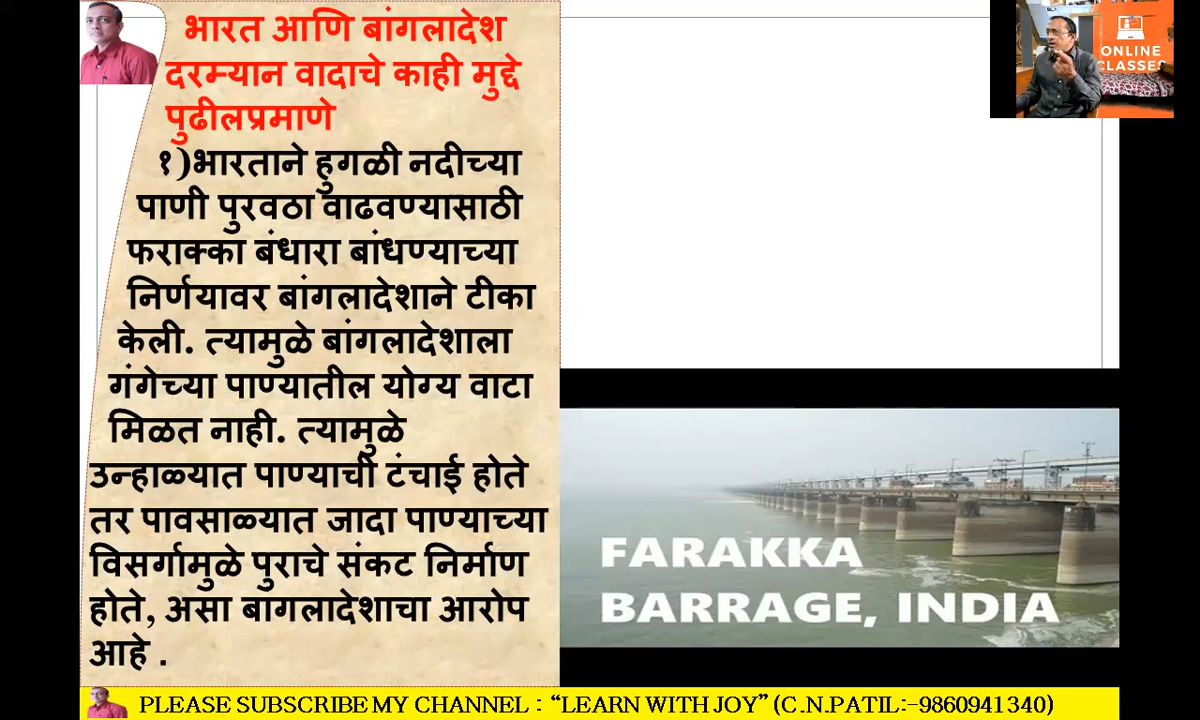 भारत आणि बांगलादेश
दरम्यान वादाचे काही मुद्दे
पुढीलप्रमाणे
१)भारताने हुगळी नदीच्या
पाणी पुरवठा वाढवण्यासाठी
फराक्का बंधारा बांधण्याच्या
निर्णयावर बांगलादेशाने टीका
केली. त्यामुळे बांगलादेशाला
गंगेच्या पाण्यातील योग्य वाटा
मिळत नाही. त्यामुळे
उन्हाळ्यात पाण्याची टंचाई होते
तर पावसाळ्यात जादा पाण्याच्या
विसर्गामुळे पुराचे संकट निर्माण
होते, असा बांगलादेशाचा आरोप
आहे .
ONLINE
CLASSES
FARAKKA
BARRAGE, INDIA
PLEASE SUBSCRIBE MY CHANNEL : “LEARN WITH JOY” (C.N.PATIL:-9860941340)